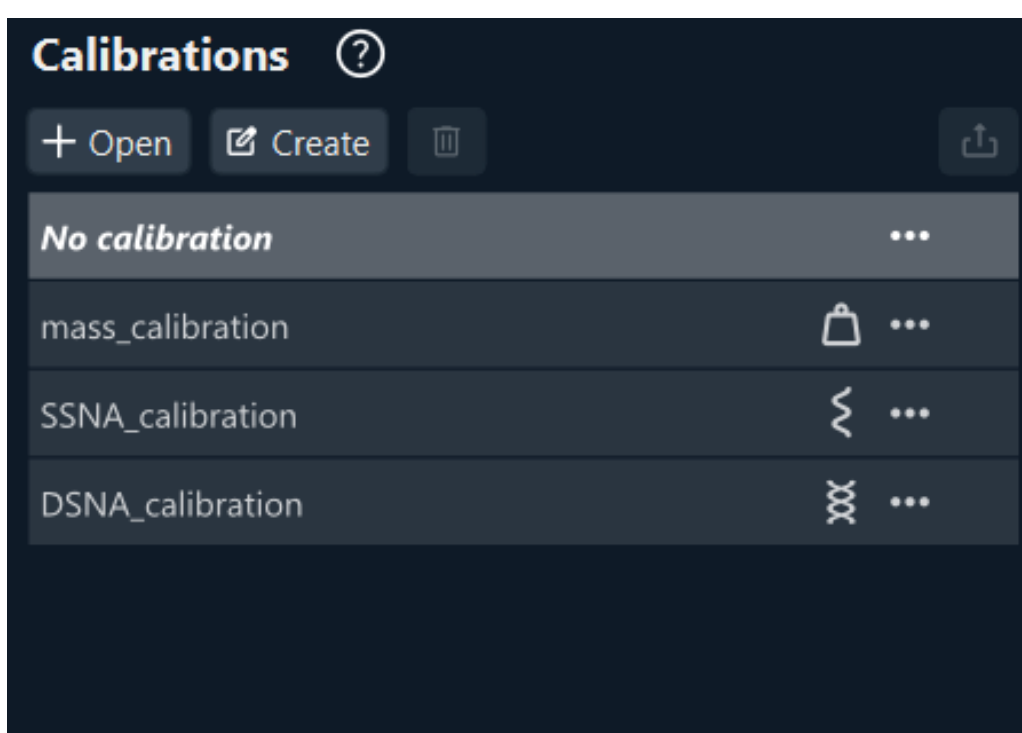 Calibrations ?
+ Open Create
No calibration ...
mass_calibration ...
SSNA_calibration ...
DSNA_calibration ...